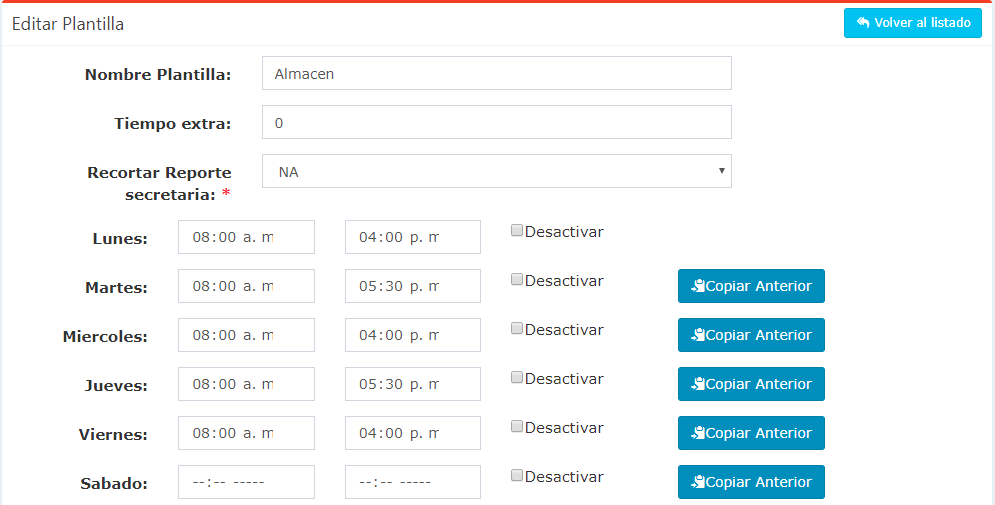 Editar Plantilla
Volver al listado
Nombre Plantilla: Almacen
Tiempo extra: 0
Recortar Reporte
secretaria: * NA
Lunes: 08:00 a. m 04:00 p. m Desactivar
Martes: 08:00 a. m 05:30 p. m Desactivar Copiar Anterior
Miercoles: 08:00 a. m 04:00 p. m Desactivar Copiar Anterior
Jueves: 08:00 a. m 05:30 p. m Desactivar Copiar Anterior
Viernes: 08:00 a. m 04:00 p. m Desactivar Copiar Anterior
Sabado: --:-- ----- --:-- ----- Desactivar Copiar Anterior